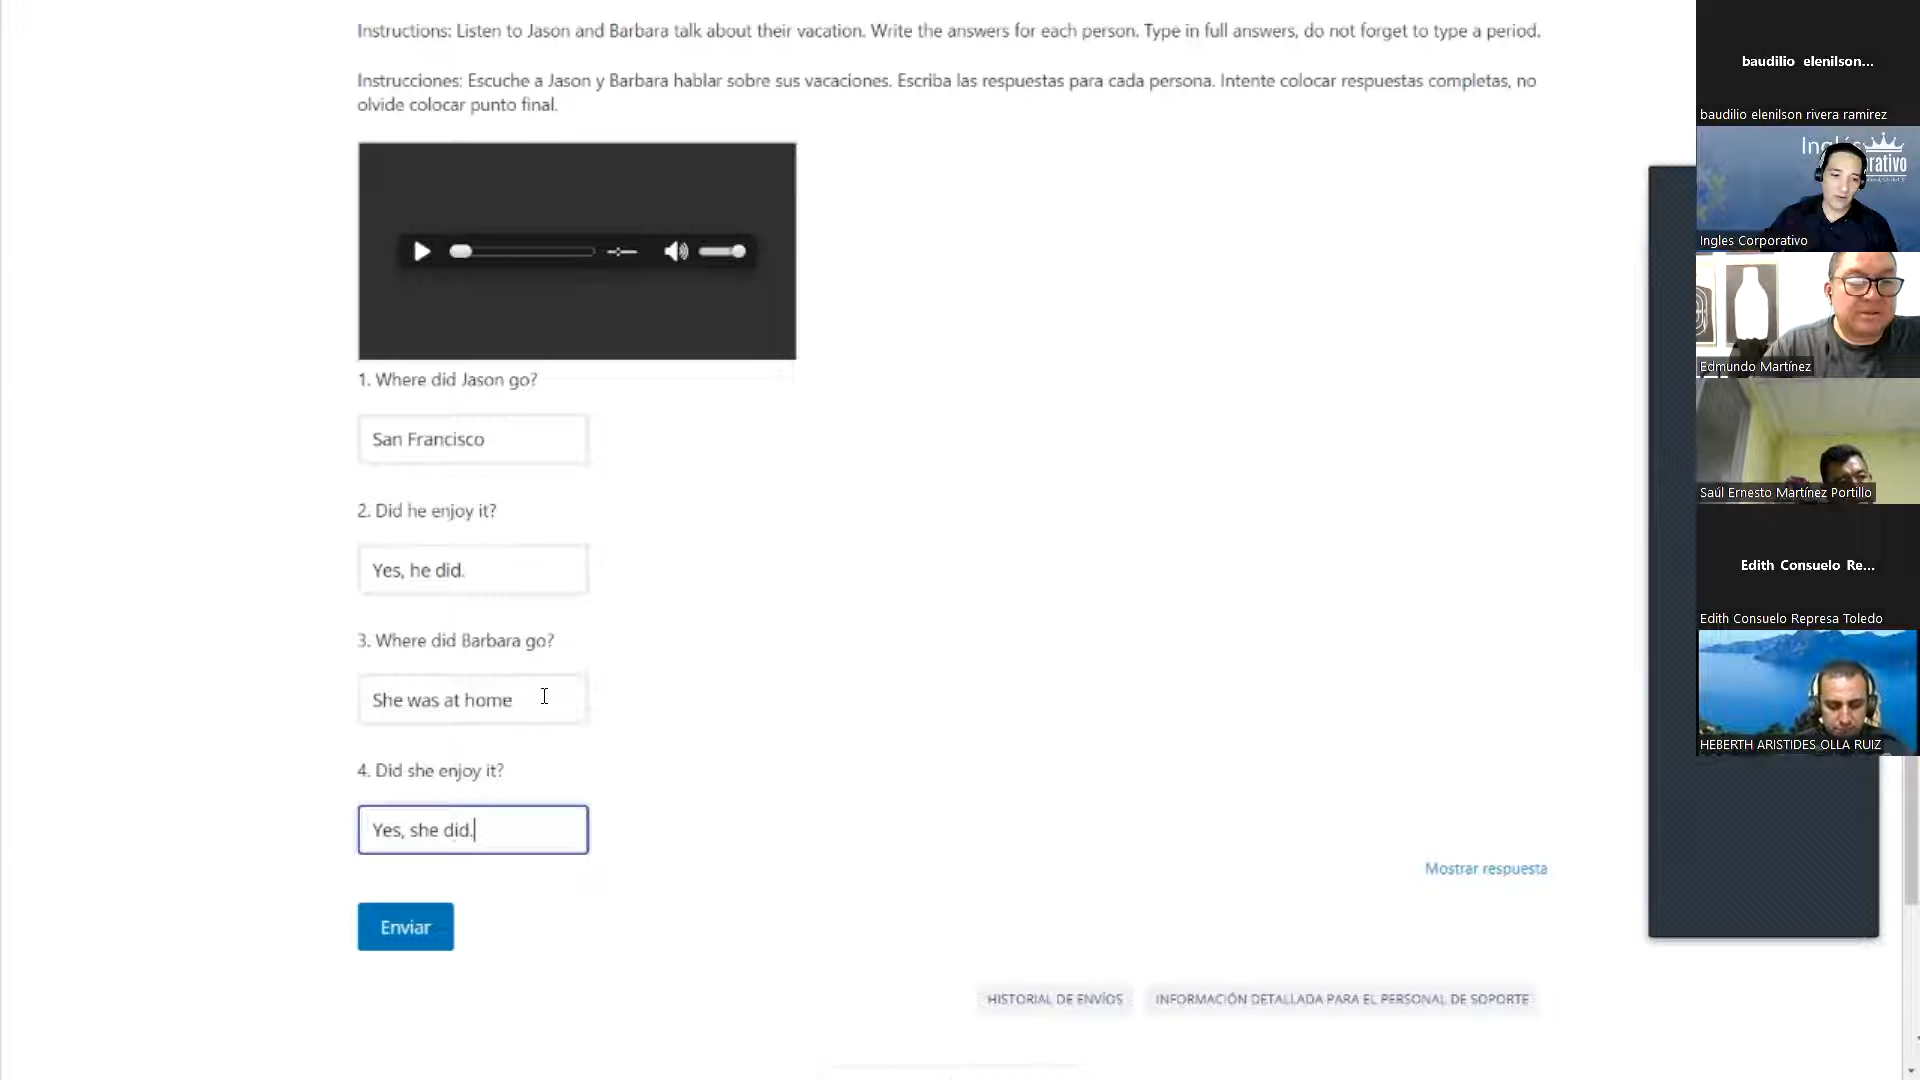 Instructions: Listen to Jason and Barbara talk about their vacation. Write the answers for each person. Type in full answers, do not forget to type a period.
Instrucciones: Escuche a Jason y Barbara hablar sobre sus vacaciones. Escriba las respuestas para cada persona. Intente colocar respuestas completas, no
olvide colocar punto final.
1. Where did Jason go?
San Francisco
2. Did he enjoy it?
Yes, he did.
3. Where did Barbara go?
She was at home
4. Did she enjoy it?
Yes, she did.
Mostrar respuesta
Enviar
HISTORIAL DE ENVÍOS
INFORMACIÓN DETALLADA PARA EL PERSONAL DE SOPORTE
baudilio elenilson...
baudilio elenilson rivera ramirez
Ingles Corporativo
Edmundo Martínez
Saúl Ernesto Martínez Portillo
Edith Consuelo Re...
Edith Consuelo Represa Toledo
HEBERTH ARISTIDES OLLA RUIZ